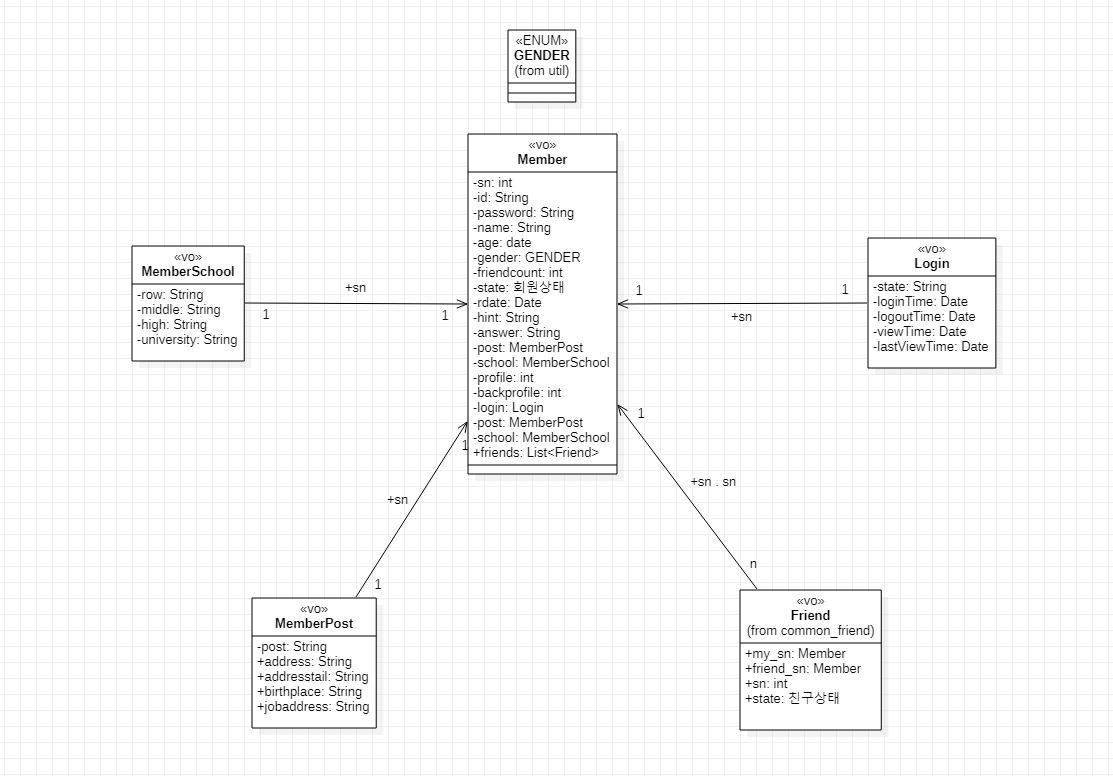 «ENUM»
GENDER
(from util)
«vo»
Member
-sn: int
-id: String
-password: String
-name: String
-age: date
-gender: GENDER
-friendcount: int
-state: 회원상태
-rdate: Date
-hint: String
-answer: String
-post: MemberPost
-school: MemberSchool
-profile: int
-backprofile: int
-login: Login
-post: MemberPost
-school: MemberSchool
+friends: List<Friend>
«vo»
MemberSchool
-row: String
-middle: String
-high: String
-university: String
+sn
1
1
«vo»
Login
-state: String
-loginTime: Date
-logoutTime: Date
-viewTime: Date
-lastViewTime: Date
1
1
+sn
1
+sn
1
«vo»
MemberPost
-post: String
+address: String
+addresstail: String
+birthplace: String
+jobaddress: String
1
+sn . sn
n
«vo»
Friend
(from common_friend)
+my_sn: Member
+friend_sn: Member
+sn: int
+state: 친구상태